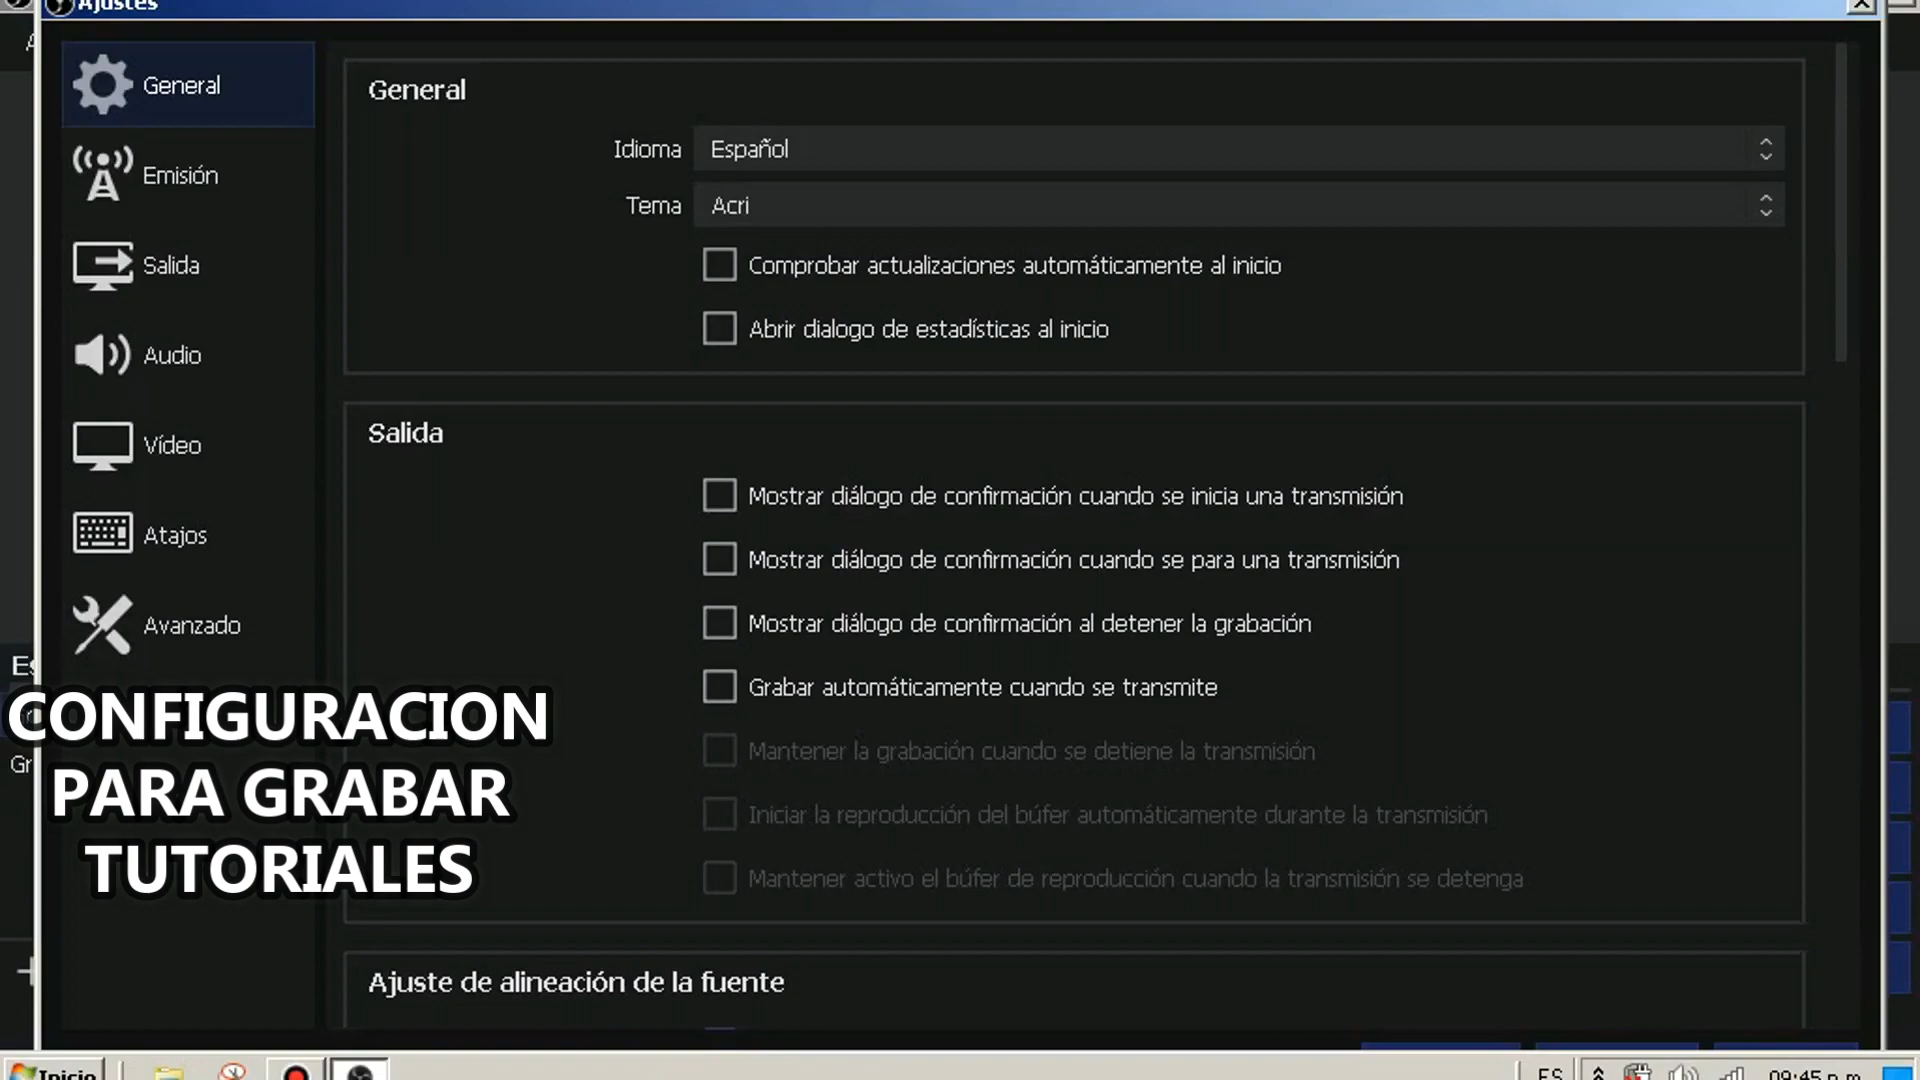 Ajustes
General
Emisión
Salida
Audio
Vídeo
Atajos
Avanzado
General
Idioma Español
Tema Acri
Comprobar actualizaciones automáticamente al inicio
Abrir dialogo de estadísticas al inicio
Salida
Mostrar diálogo de confirmación cuando se inicia una transmisión
Mostrar diálogo de confirmación cuando se para una transmisión
Mostrar diálogo de confirmación al detener la grabación
Grabar automáticamente cuando se transmite
Mantener la grabación cuando se detiene la transmisión
Iniciar la reproducción del búfer automáticamente durante la transmisión
Mantener activo el búfer de reproducción cuando la transmisión se detenga
Ajuste de alineación de la fuente
CONFIGURACION
PARA GRABAR
TUTORIALES
Inicio
ES
09:45 p.m.